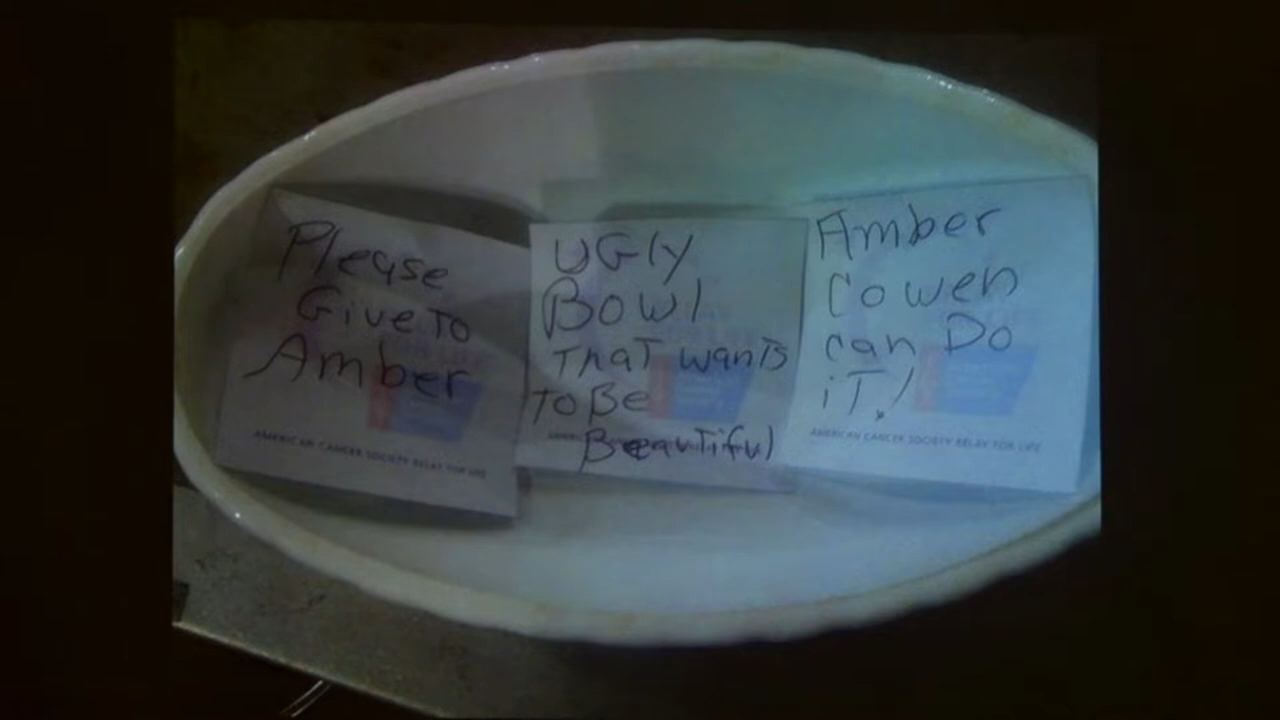 Please
Give To
Amber
AMERICAN CANCER SOCIETY RELAY FOR LIFE
UGly
Bowl
That wants
To Be
Beautiful
Amber
Cowen
can Do
iT!
AMERICAN CANCER SOCIETY RELAY FOR LIFE